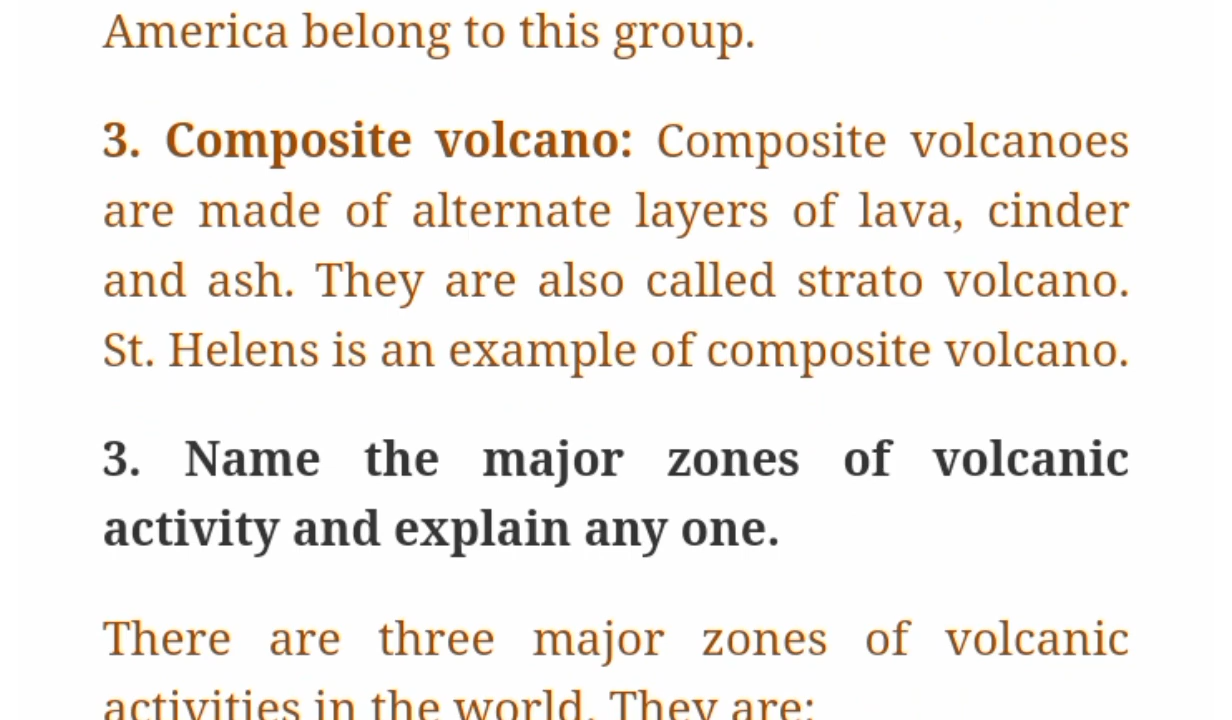 America belong to this group.
3. Composite volcano: Composite volcanoes
are made of alternate layers of lava, cinder
and ash. They are also called strato volcano.
St. Helens is an example of composite volcano.
3. Name the major zones of volcanic
activity and explain any one.
There are three major zones of volcanic
activities in the world. They are: